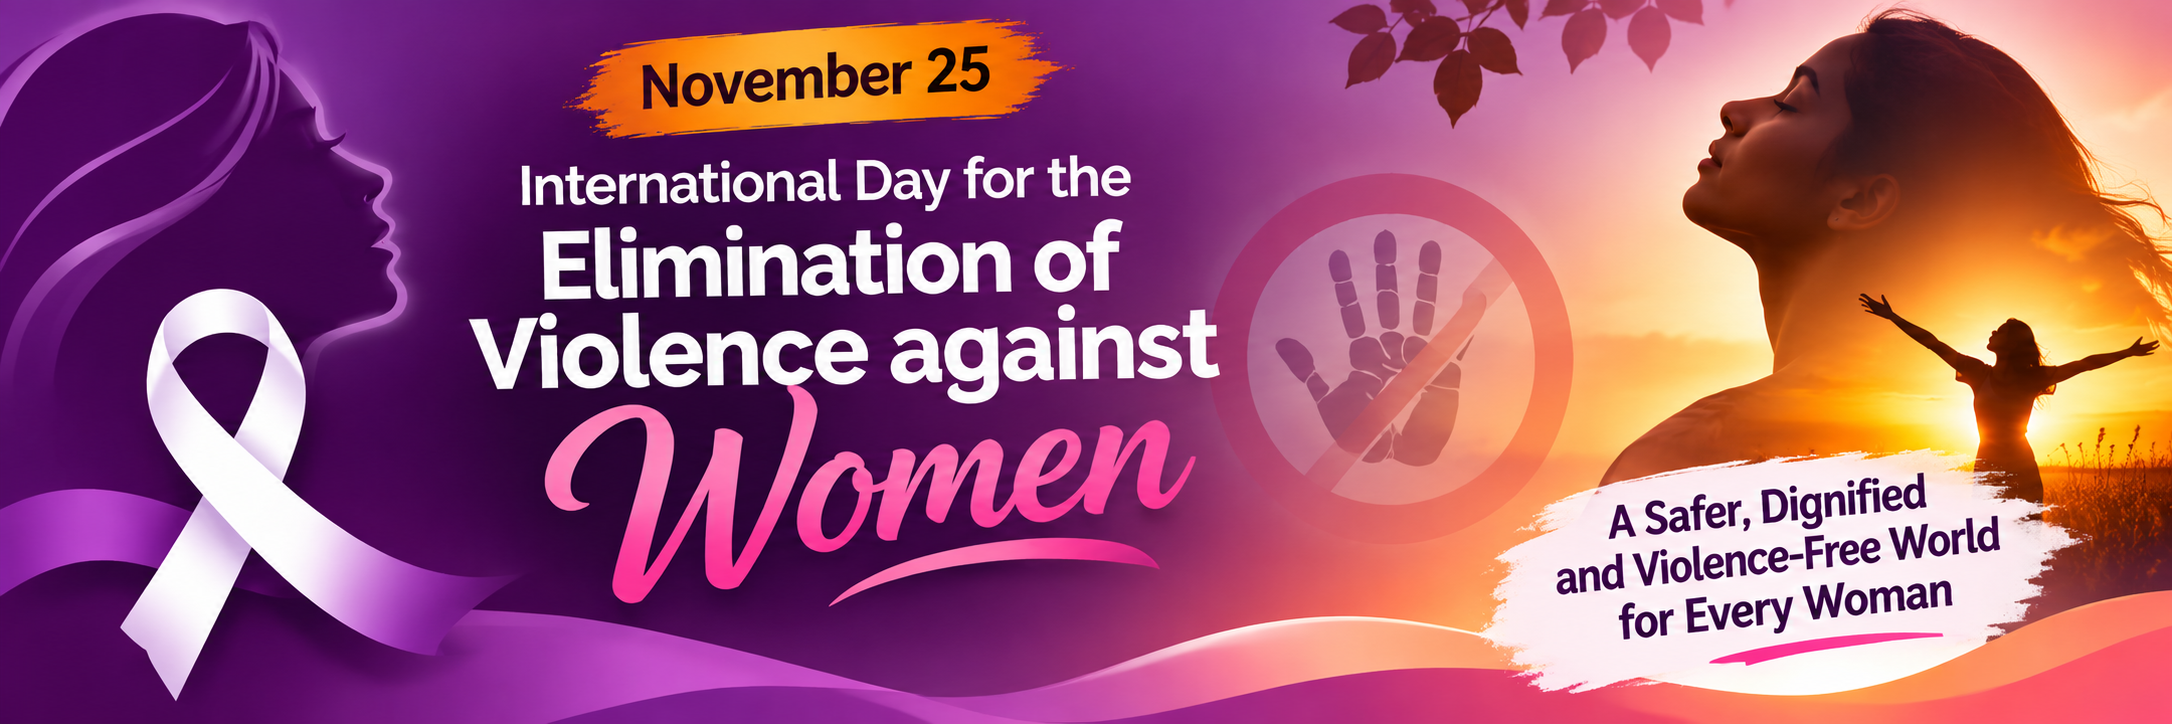 November 25
International Day for the
Elimination of
Violence against
Women
A Safer, Dignified
and Violence-Free World
for Every Woman